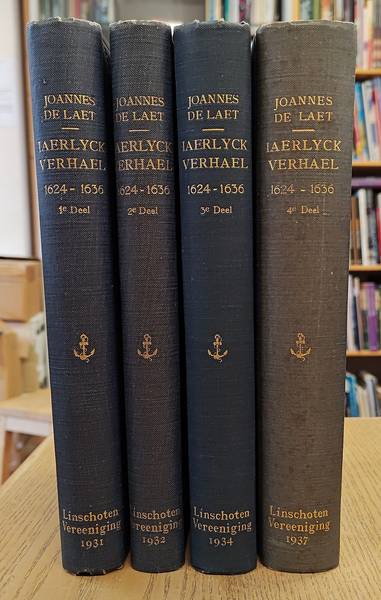 JOANNES
DE LAET
IAERLYCK
VERHAEL
1624-1636
1e Deel
Linschoten
Vereeniging
1931
JOANNES
DE LAET
IAERLYCK
VERHAEL
1624-1636
2e Deel
Linschoten
Vereeniging
1932
JOANNES
DE LAET
IAERLYCK
VERHAEL
1624-1636
3e Deel
Linschoten
Vereeniging
1934
JOANNES
DE LAET
IAERLYCK
VERHAEL
1624-1636
4e Deel
Linschoten
Vereeniging
1937